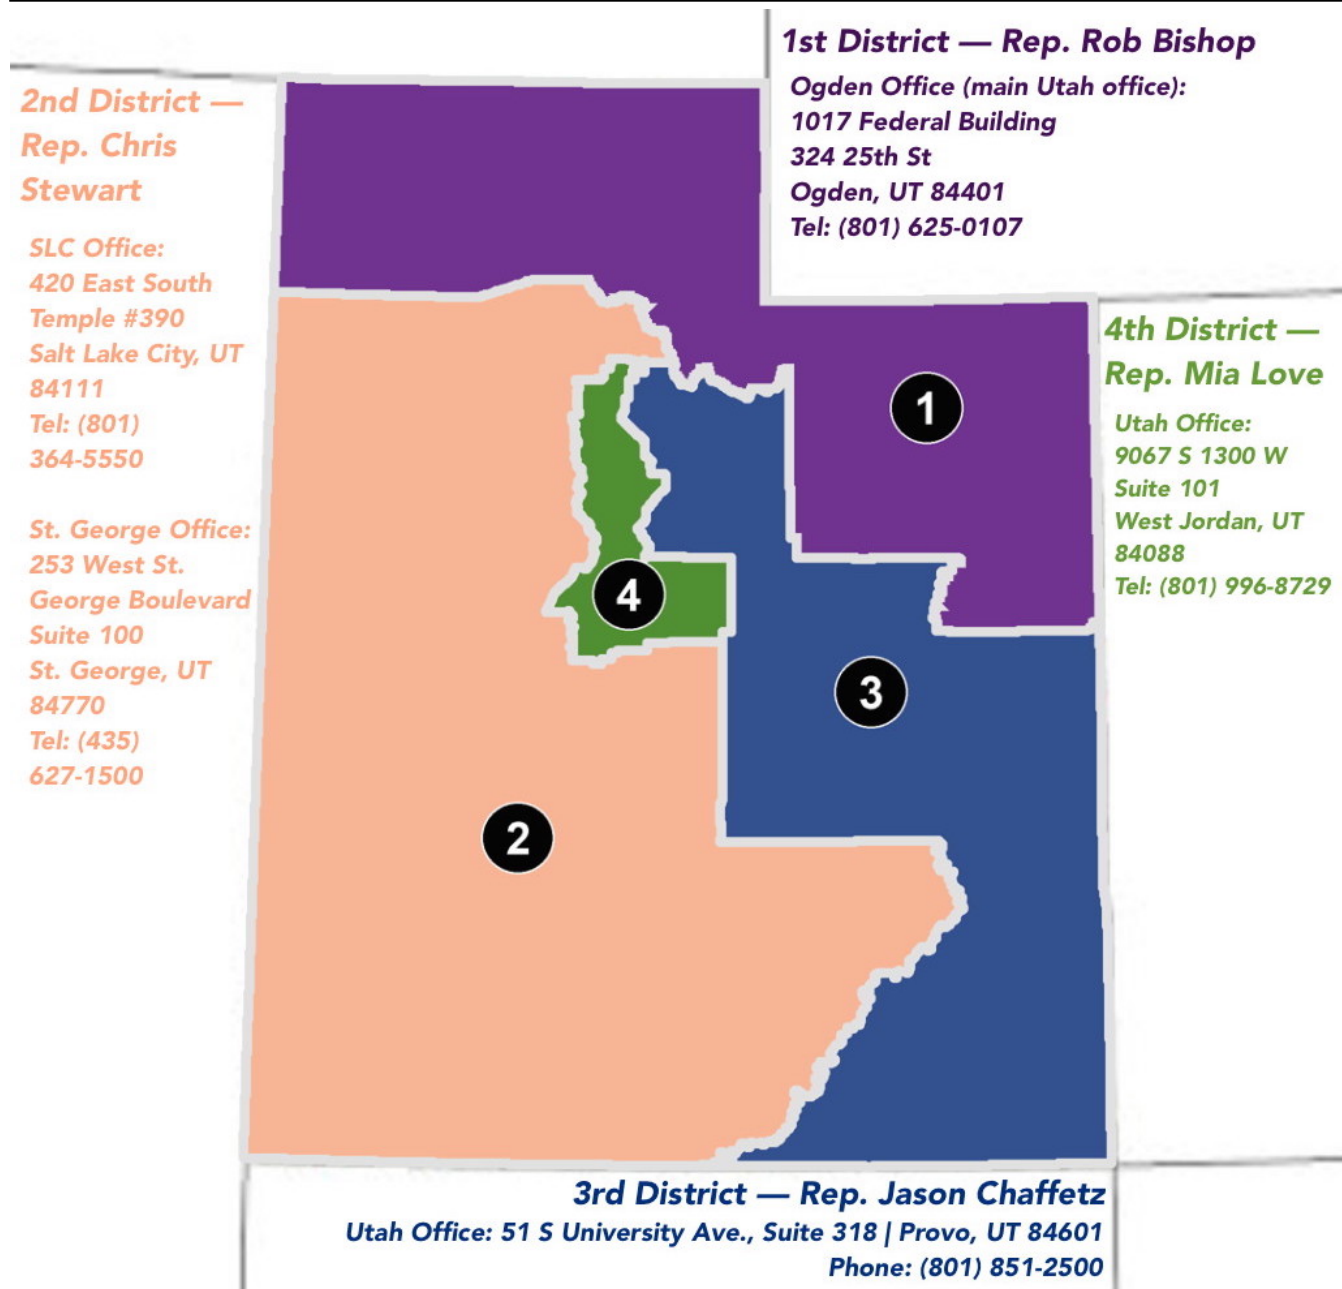 1st District — Rep. Rob Bishop
Ogden Office (main Utah office):
1017 Federal Building
324 25th St
Ogden, UT 84401
Tel: (801) 625-0107
2nd District —
Rep. Chris
Stewart
SLC Office:
420 East South
Temple #390
Salt Lake City, UT
84111
Tel: (801)
364-5550
St. George Office:
253 West St.
George Boulevard
Suite 100
St. George, UT
84770
Tel: (435)
627-1500
4th District —
Rep. Mia Love
Utah Office:
9067 S 1300 W
Suite 101
West Jordan, UT
84088
Tel: (801) 996-8729
1
4
3
2
3rd District — Rep. Jason Chaffetz
Utah Office: 51 S University Ave., Suite 318 | Provo, UT 84601
Phone: (801) 851-2500